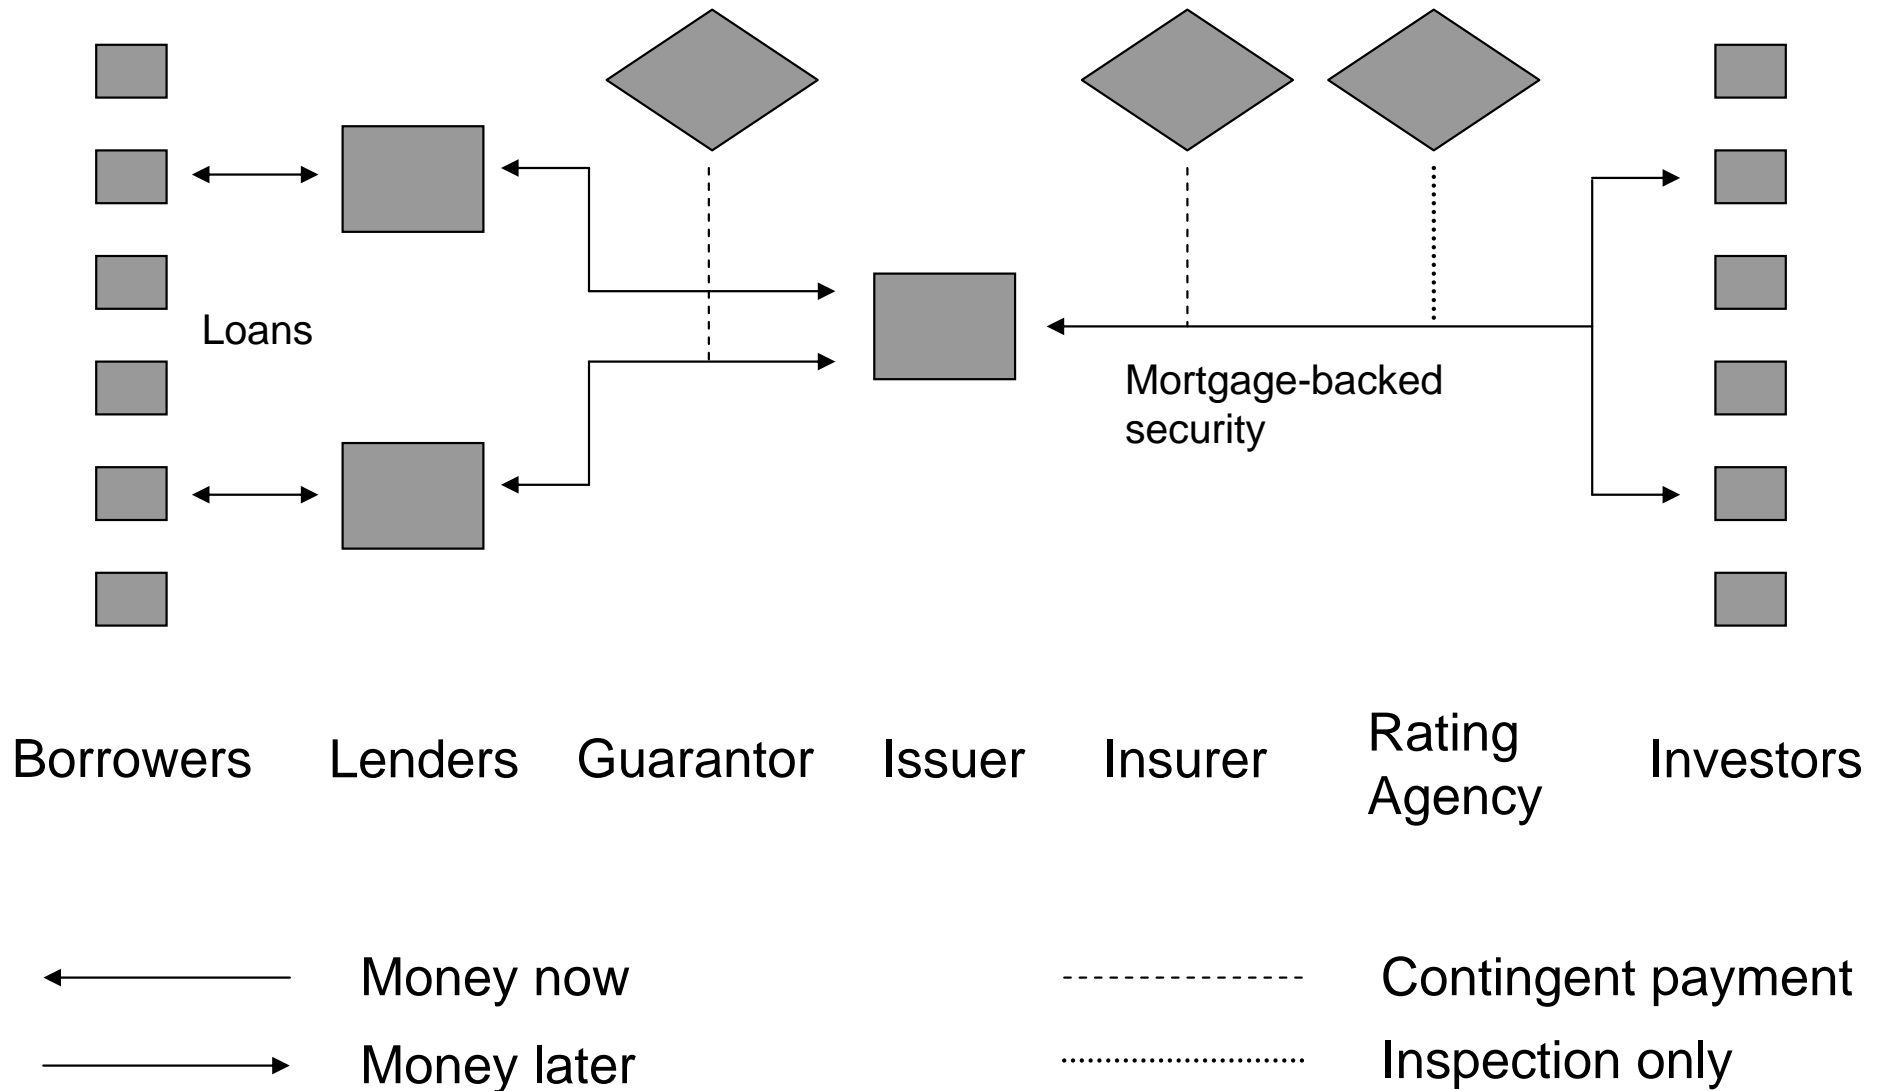 Loans
Mortgage-backed
security
Borrowers
Lenders
Guarantor
Issuer
Insurer
Rating
Agency
Investors
Money now
Contingent payment
Money later
Inspection only